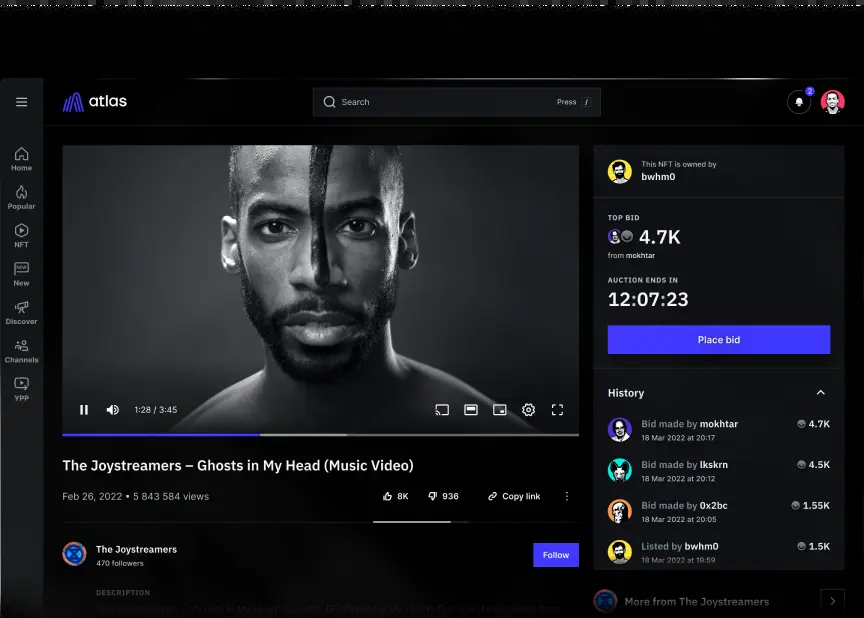 atlas
Search
Press /
2
Home
Popular
NFT
NEW
New
Discover
Channels
YPP
1:28 / 3:45
The Joystreamers – Ghosts in My Head (Music Video)
Feb 26, 2022 • 5 843 584 views
8K
936
Copy link
The Joystreamers
470 followers
Follow
DESCRIPTION
This NFT is owned by
bwhm0
TOP BID
4.7K
from mokhtar
AUCTION ENDS IN
12:07:23
Place bid
History
Bid made by mokhtar
4.7K
18 Mar 2022 at 20:17
Bid made by lkskrn
4.5K
18 Mar 2022 at 20:12
Bid made by 0x2bc
1.55K
18 Mar 2022 at 20:05
Listed by bwhm0
1.5K
18 Mar 2022 at 19:59
More from The Joystreamers